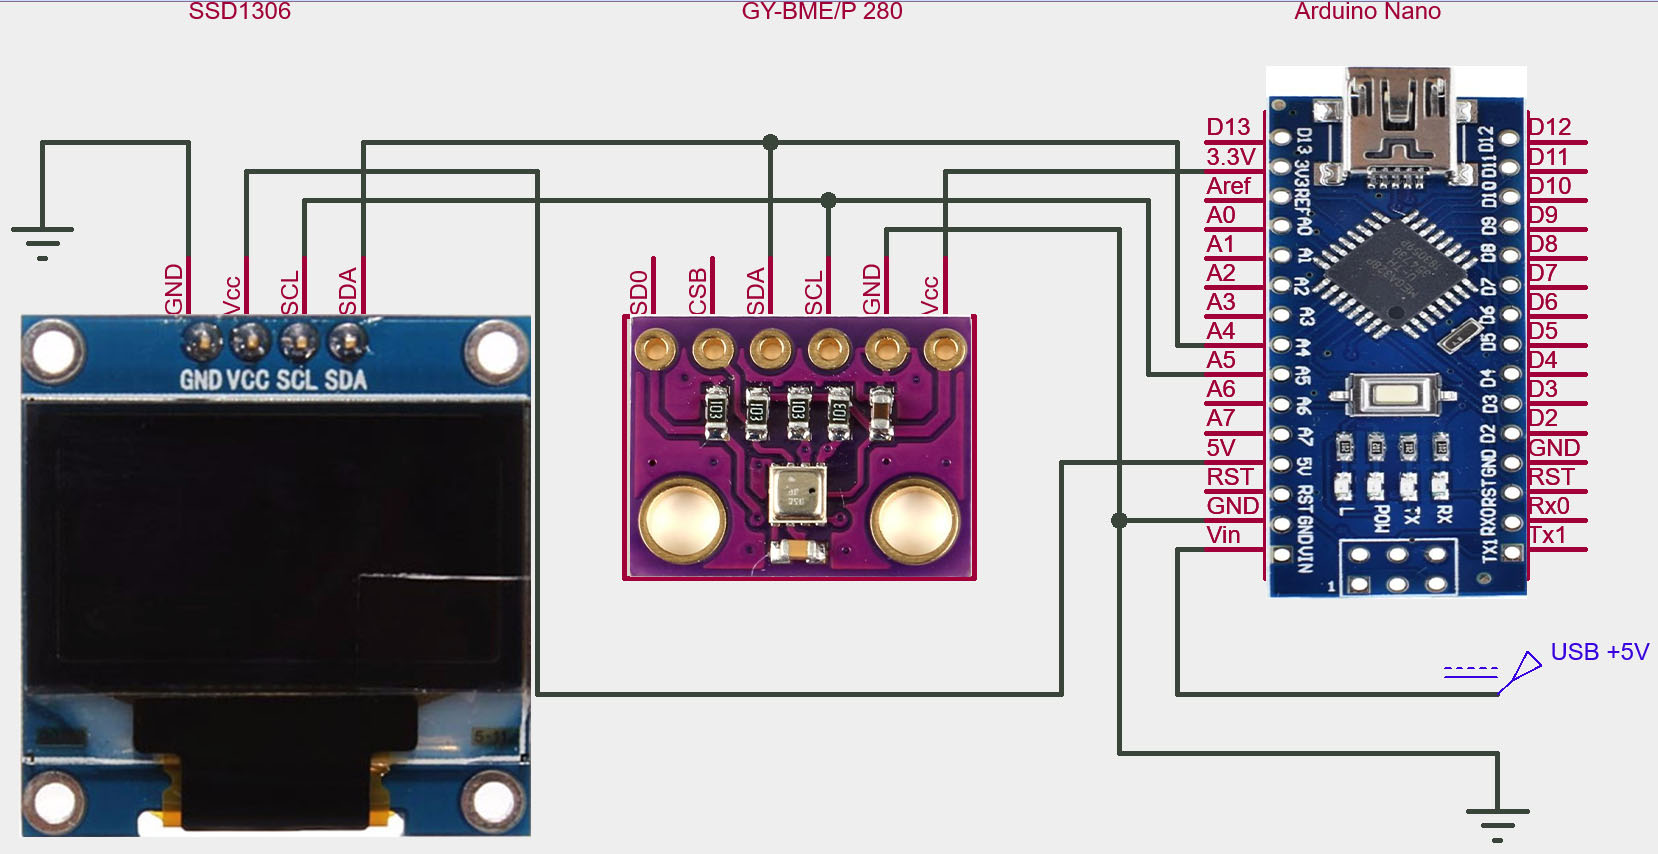 SSD1306
GY-BME/P 280
Arduino Nano
GND
Vcc
SCL
SDA
GND VCC SCL SDA
SD0
CSB
SDA
SCL
GND
Vcc
103
103
103
103
D13
3.3V
Aref
A0
A1
A2
A3
A4
A5
A6
A7
5V
RST
GND
Vin
D13
3V3
REF
A0
A1
A2
A3
A4
A5
A6
A7
5V
RST
GND
VIN
L
POW
TX
RX
1
D12
D11
D10
D9
D8
D7
D6
D5
D4
D3
D2
GND
RST
RX0
TX1
D12
D11
D10
D9
D8
D7
D6
D5
D4
D3
D2
GND
RST
Rx0
Tx1
USB +5V